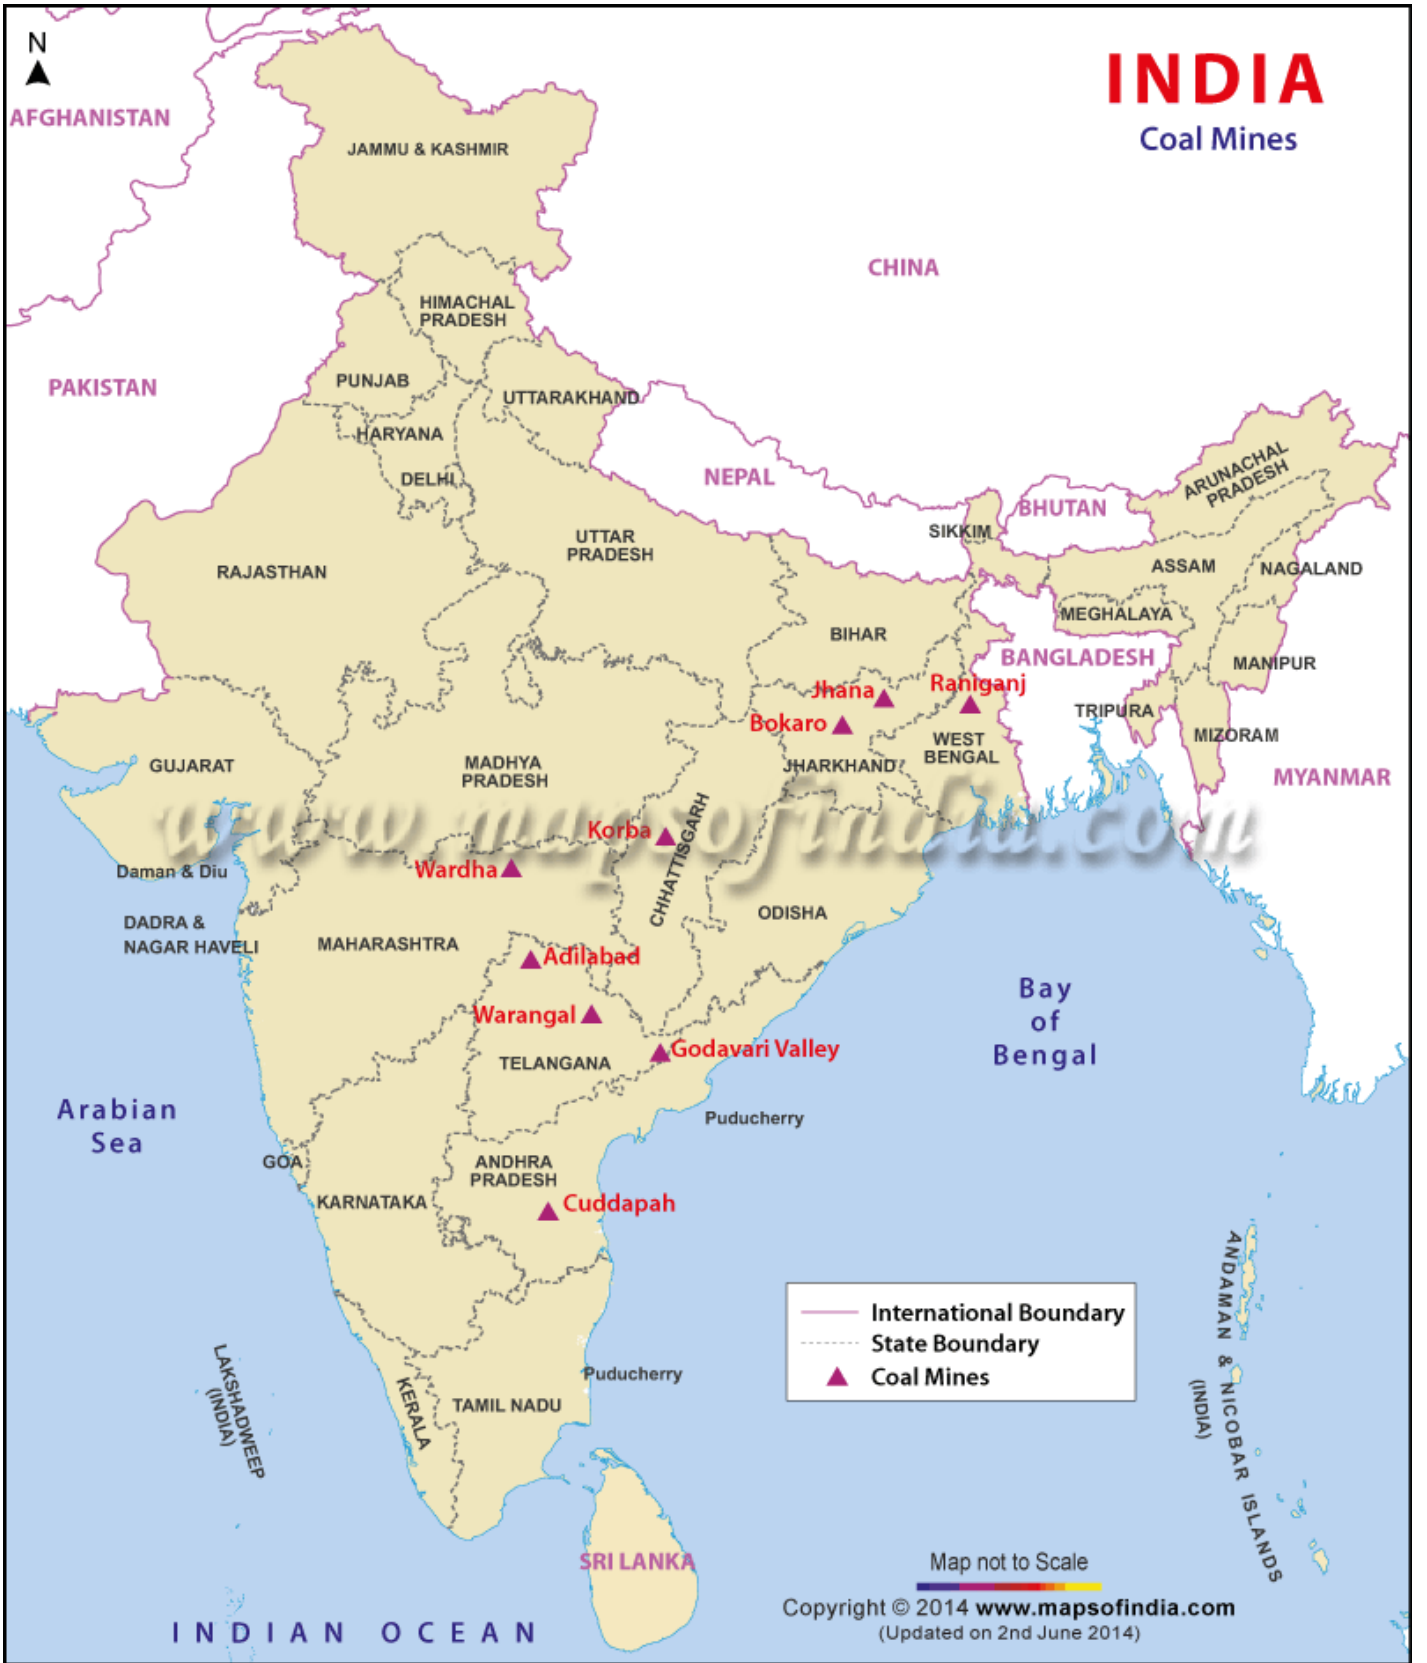 N
INDIA
Coal Mines
AFGHANISTAN
JAMMU & KASHMIR
CHINA
HIMACHAL
PRADESH
PAKISTAN
PUNJAB
UTTARAKHAND
HARYANA
DELHI
NEPAL
ARUNACHAL
PRADESH
BHUTAN
SIKKIM
UTTAR
PRADESH
RAJASTHAN
ASSAM
NAGALAND
MEGHALAYA
BIHAR
BANGLADESH
MANIPUR
Jhana
Raniganj
Bokaro
TRIPURA
MIZORAM
WEST
BENGAL
GUJARAT
MADHYA
PRADESH
JHARKHAND
MYANMAR
www.mapsofindia.com
Korba
CHHATTISGARH
Wardha
Daman & Diu
DADRA &
NAGAR HAVELI
ODISHA
MAHARASHTRA
Adilabad
Warangal
Bay
of
Bengal
Godavari Valley
TELANGANA
Arabian
Sea
Puducherry
GOA
ANDHRA
PRADESH
KARNATAKA
Cuddapah
International Boundary
State Boundary
Coal Mines
ANDAMAN & NICOBAR ISLANDS
(INDIA)
LAKSHADWEEP
(INDIA)
Puducherry
KERALA
TAMIL NADU
SRI LANKA
Map not to Scale
Copyright © 2014 www.mapsofindia.com
(Updated on 2nd June 2014)
INDIAN OCEAN